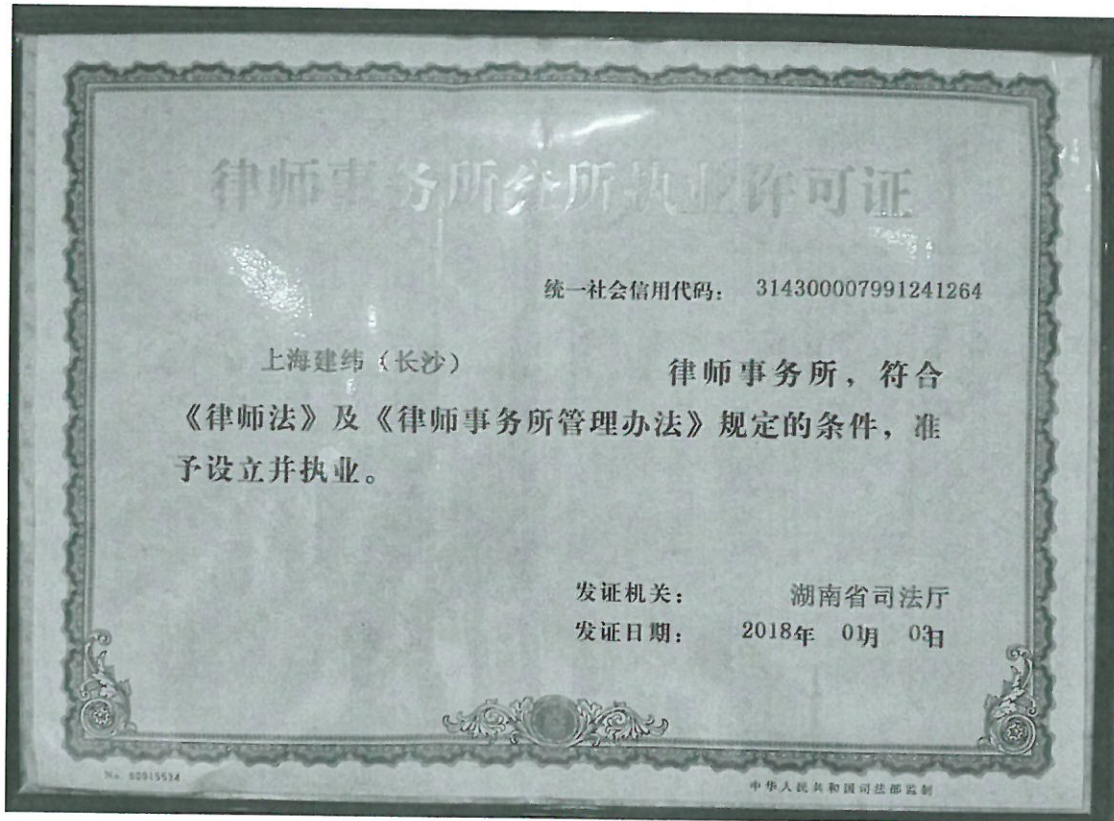 律师事务所分所执业许可证
统一社会信用代码： 314300007991241264
上海建纬（长沙） 律师事务所，符合
《律师法》及《律师事务所管理办法》规定的条件，准
予设立并执业。
发证机关： 湖南省司法厅
发证日期： 2018年 01月 03日
No. 80915534
中华人民共和国司法部监制